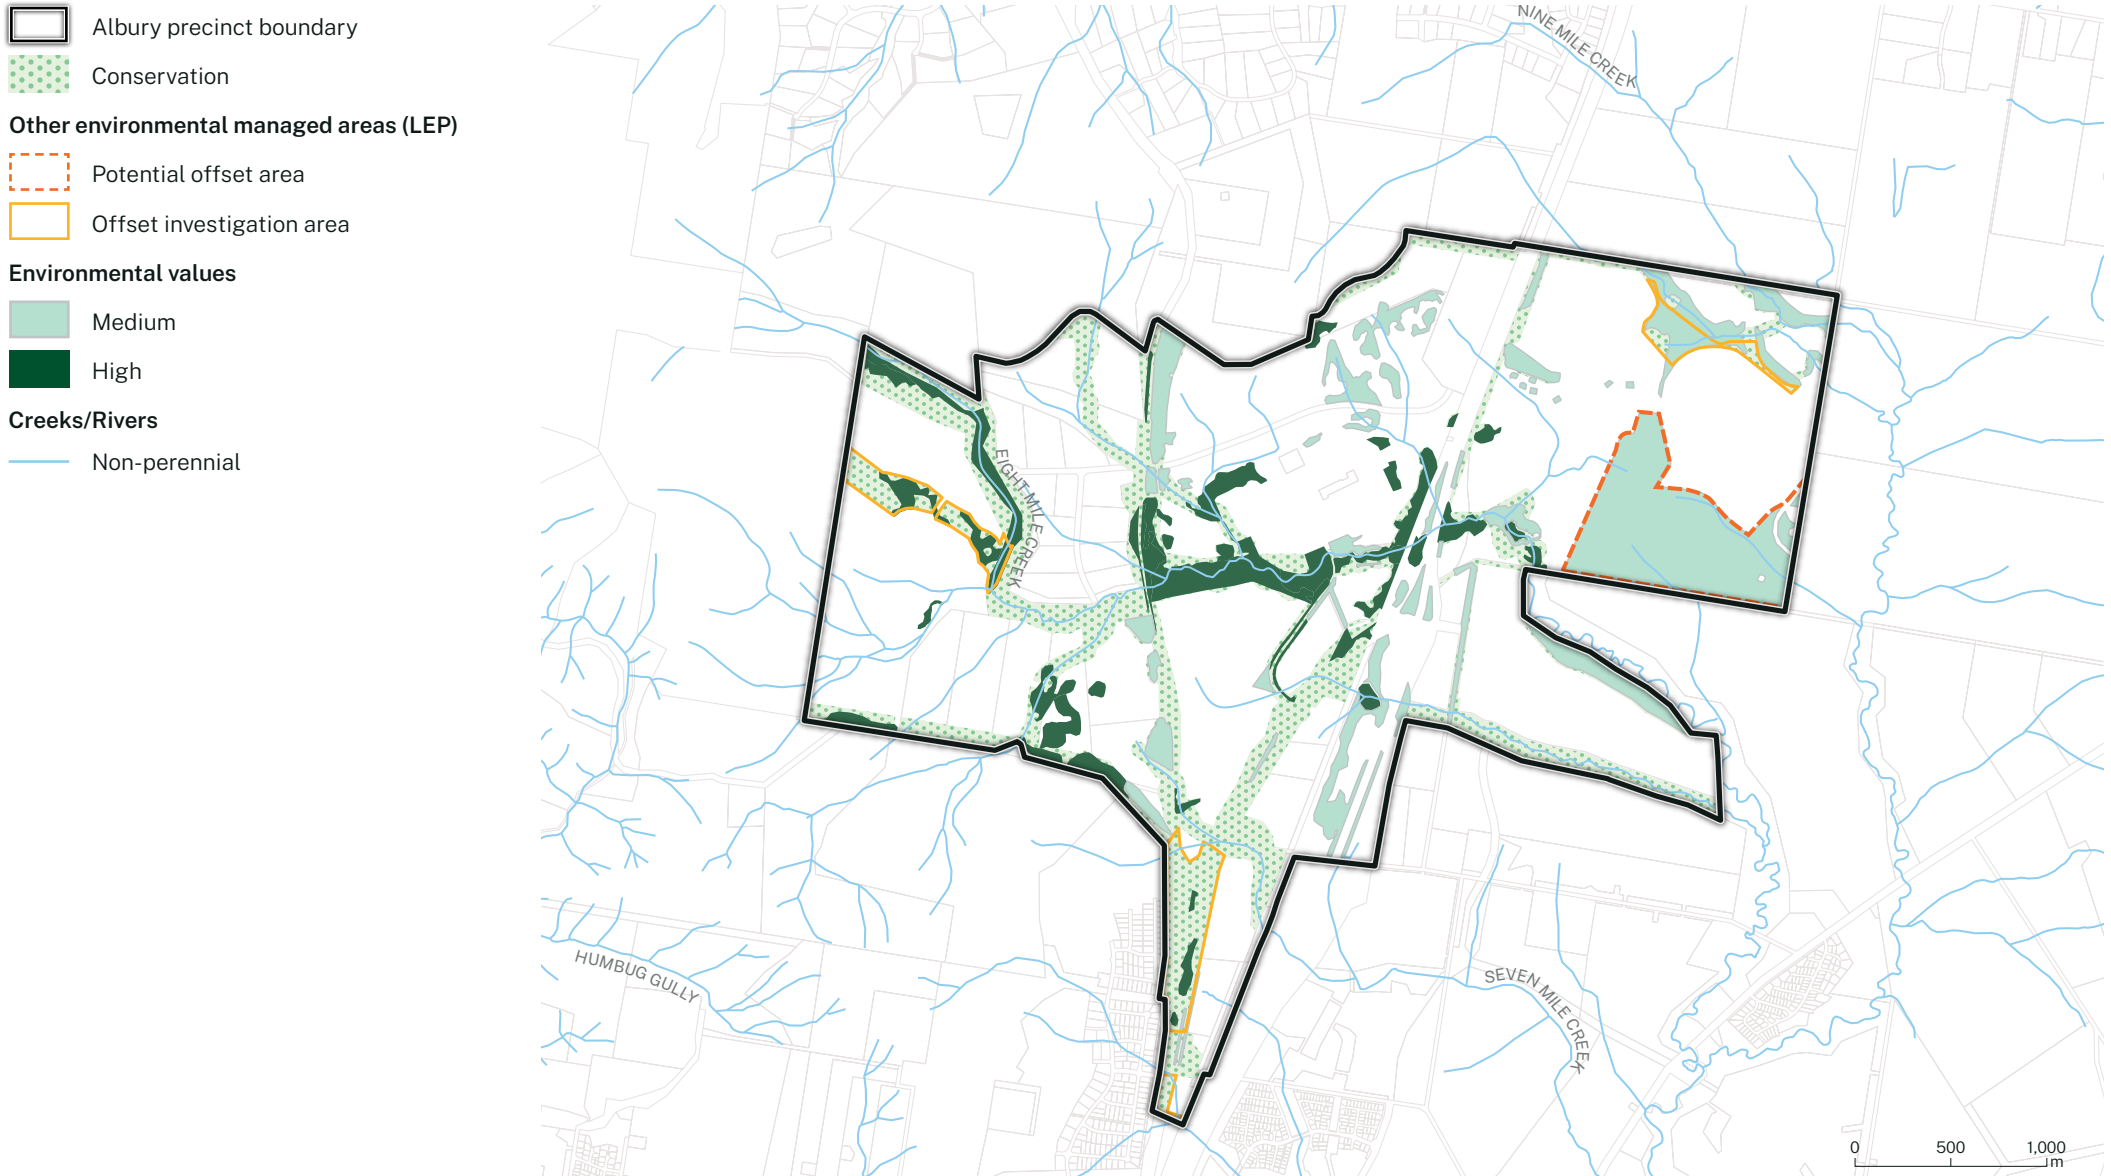 Albury precinct boundary
Conservation
Other environmental managed areas (LEP)
Potential offset area
Offset investigation area
Environmental values
Medium
High
Creeks/Rivers
Non-perennial
NINE MILE CREEK
EIGHT MILE CREEK
HUMBUG GULLY
SEVEN MILE CREEK
0 500 1,000
m